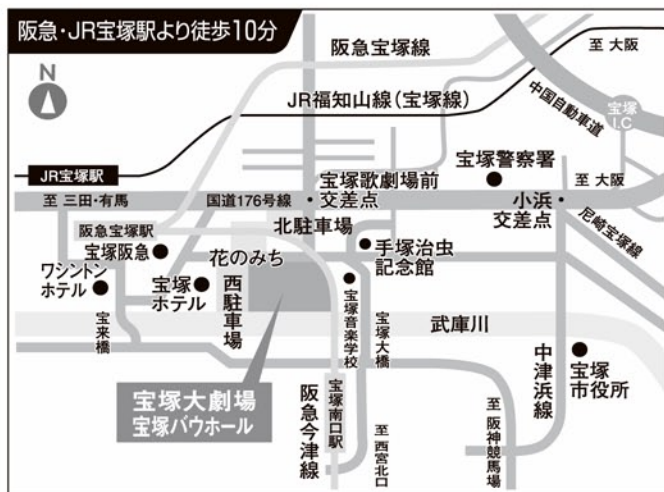 阪急・JR宝塚駅より徒歩10分
N
阪急宝塚線
至 大阪
JR福知山線（宝塚線）
中国自動車道
宝塚
I.C
JR宝塚駅
宝塚歌劇場前
交差点
宝塚警察署
至 大阪
至 三田・有馬
国道176号線
小浜
交差点
阪急宝塚駅
北駐車場
尼崎宝塚線
宝塚阪急
花のみち
手塚治虫
記念館
ワシントン
ホテル
宝塚
ホテル
西駐車場
宝塚音楽学校
宝塚大橋
宝来橋
武庫川
中津浜線
宝塚
市役所
宝塚大劇場
宝塚バウホール
阪急今津線
宝塚南口駅
至 西宮北口
至 阪神競馬場